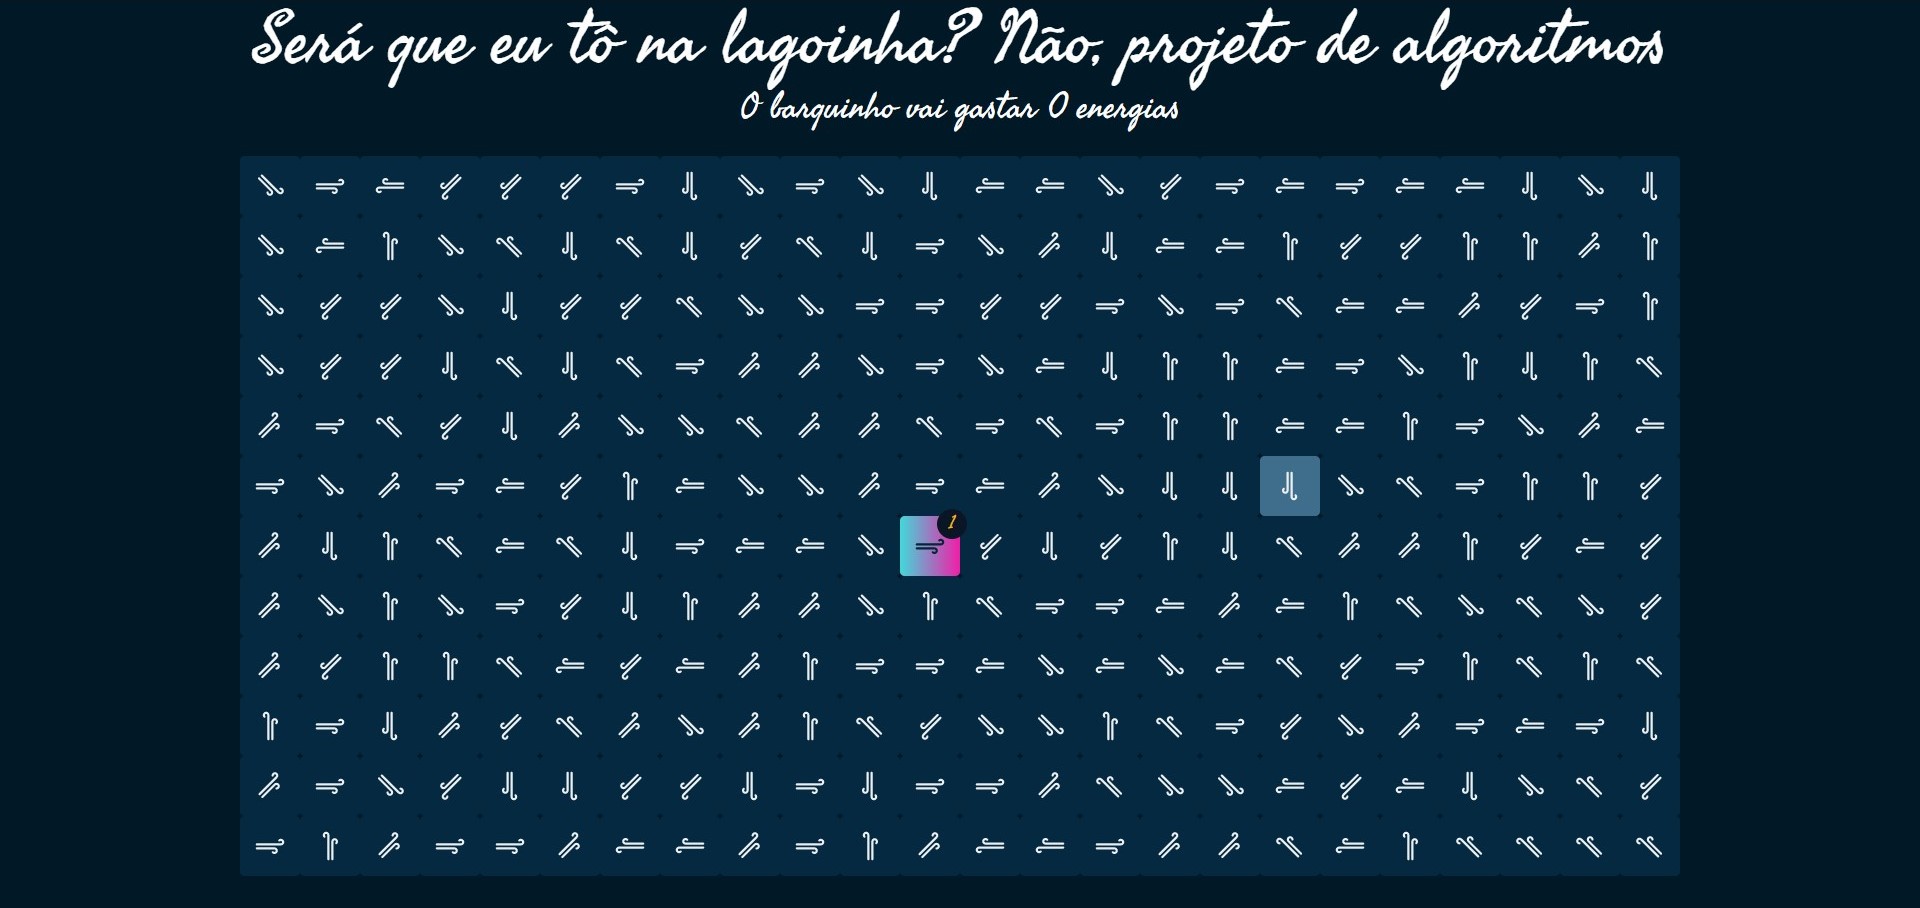 Será que eu tô na lagoinha? Não, projeto de algoritmos
O barquinho vai gastar 0 energias
1